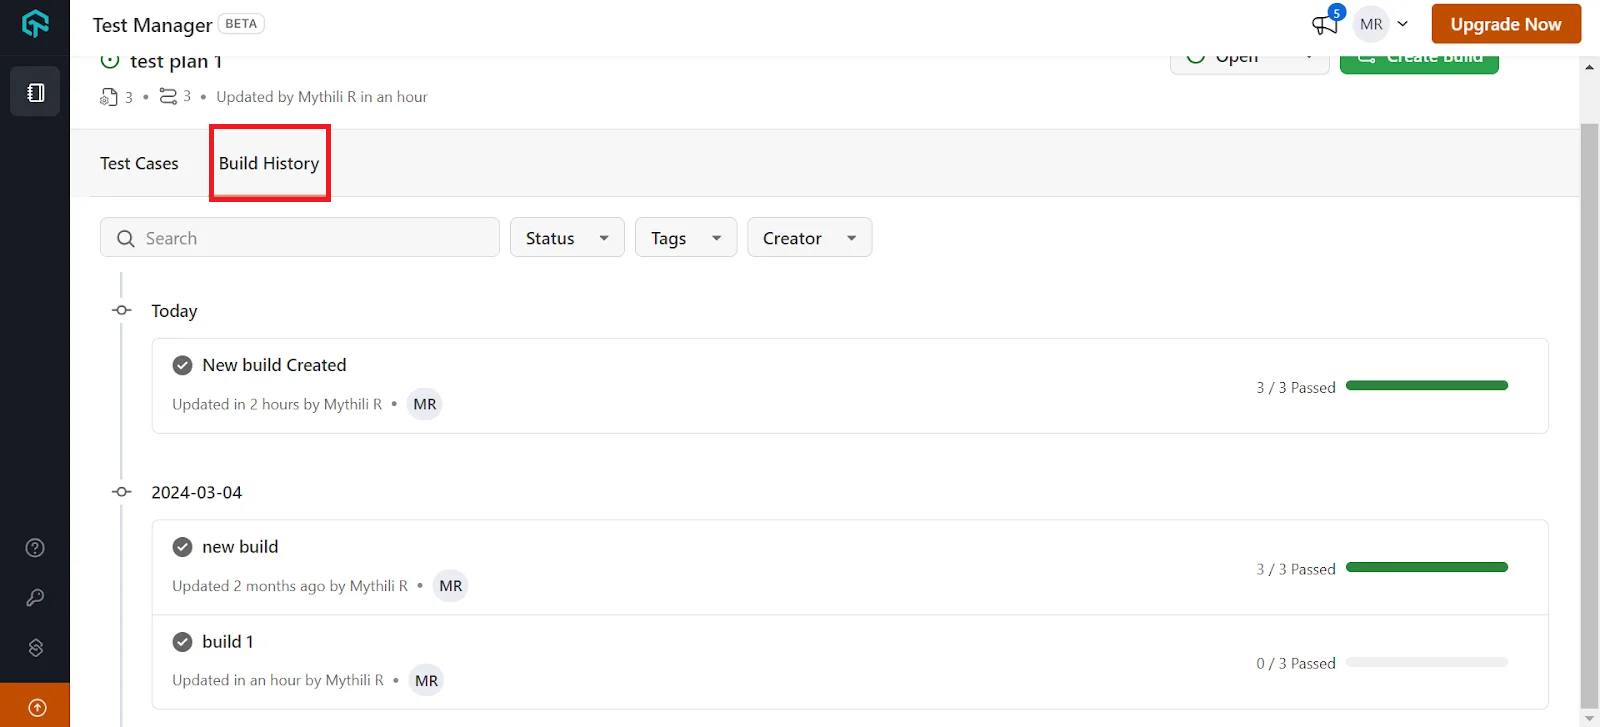 Test Manager BETA
5
MR
Upgrade Now
test plan 1
Open
Create Build
3 • 3 • Updated by Mythili R in an hour
Test Cases
Build History
Search
Status
Tags
Creator
Today
New build Created
Updated in 2 hours by Mythili R • MR
3 / 3 Passed
2024-03-04
new build
Updated 2 months ago by Mythili R • MR
3 / 3 Passed
build 1
Updated in an hour by Mythili R • MR
0 / 3 Passed